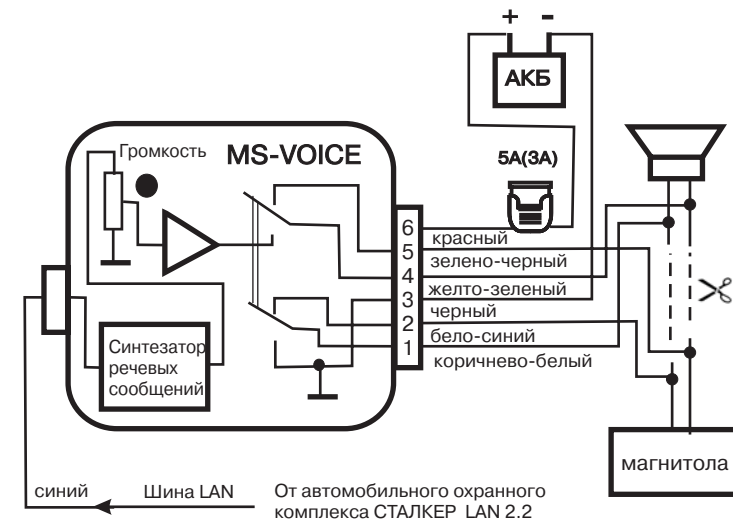 + -
АКБ
5А(3А)
Громкость
MS-VOICE
6
красный
5
зелено-черный
4
желто-зеленый
3
черный
2
бело-синий
1
коричнево-белый
Синтезатор
речевых
сообщений
магнитола
синий
Шина LAN
От автомобильного охранного
комплекса СТАЛКЕР LAN 2.2